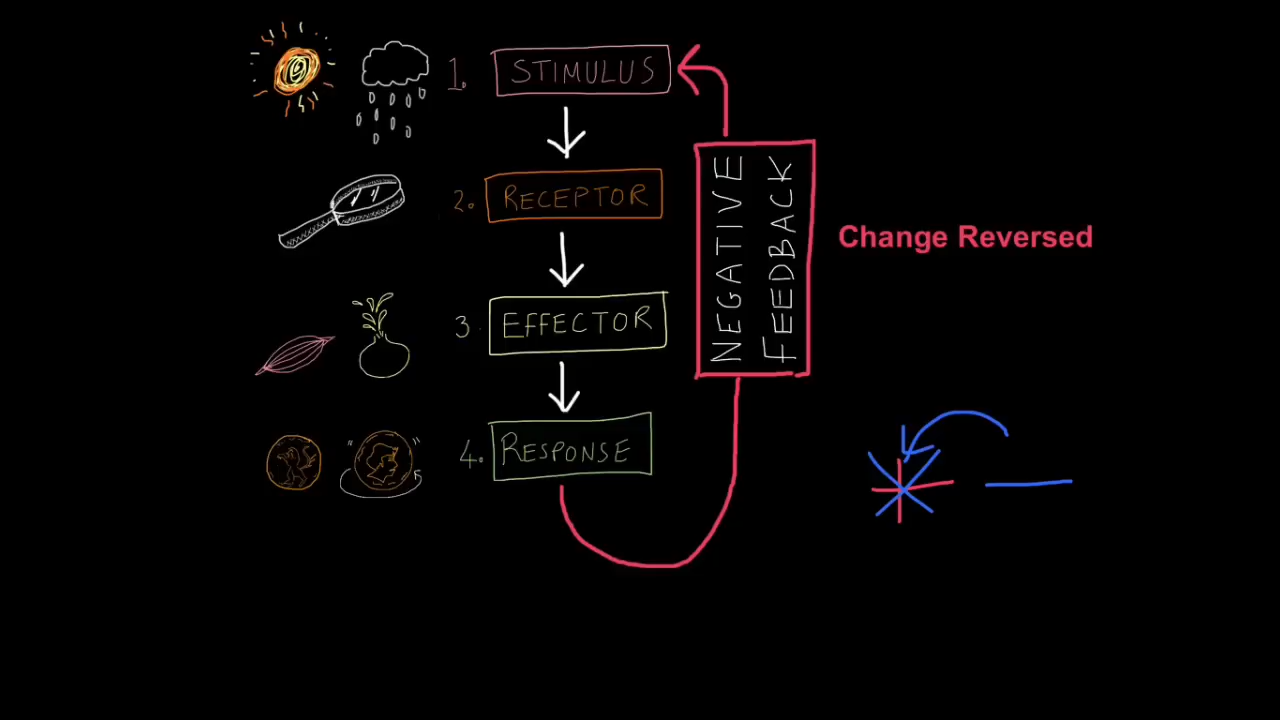 1. STIMULUS
2. RECEPTOR
3. EFFECTOR
4. RESPONSE
NEGATIVE
FEEDBACK
Change Reversed